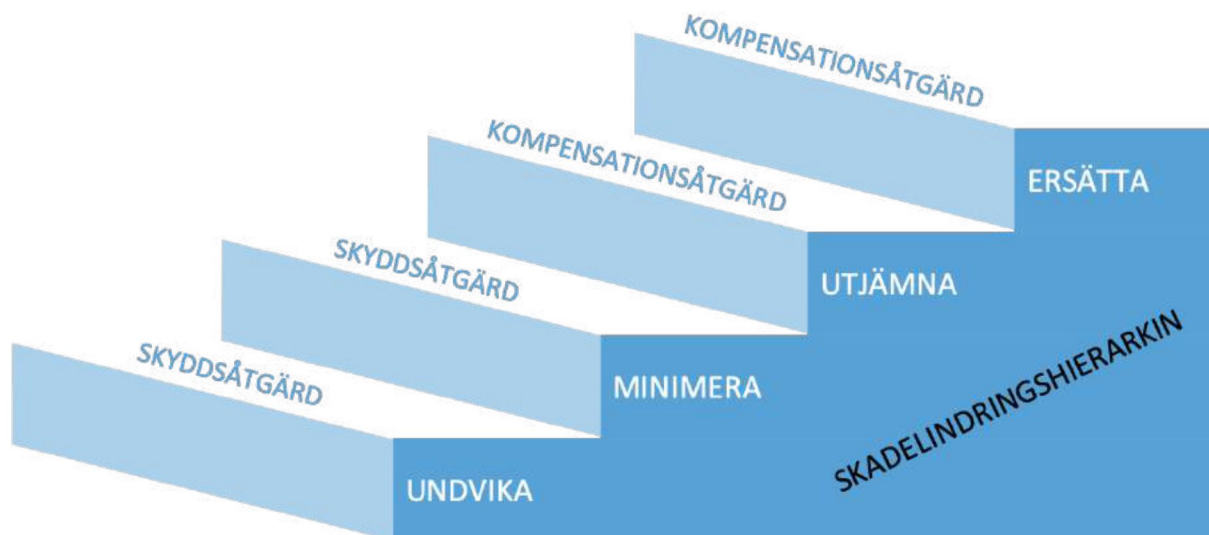 KOMPENSATIONSÅTGÄRD
ERSÄTTA
KOMPENSATIONSÅTGÄRD
UTJÄMNA
SKYDDSÅTGÄRD
MINIMERA
SKYDDSÅTGÄRD
UNDVIKA
SKADELINDRINGSHIERARKIN